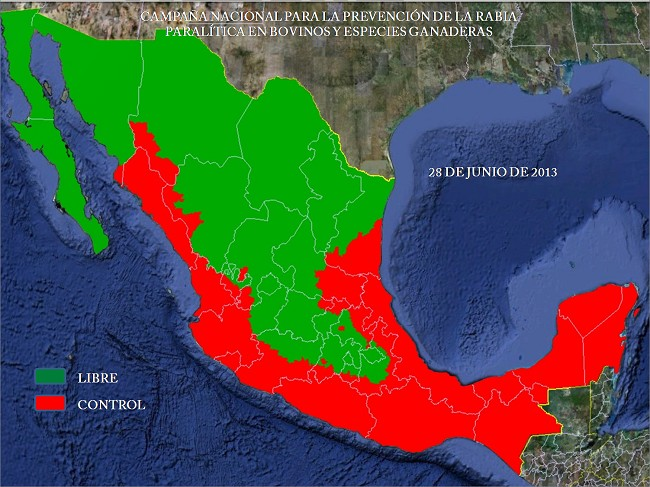 CAMPAÑA NACIONAL PARA LA PREVENCIÓN DE LA RABIA
PARALÍTICA EN BOVINOS Y ESPECIES GANADERAS
28 DE JUNIO DE 2013
LIBRE
CONTROL